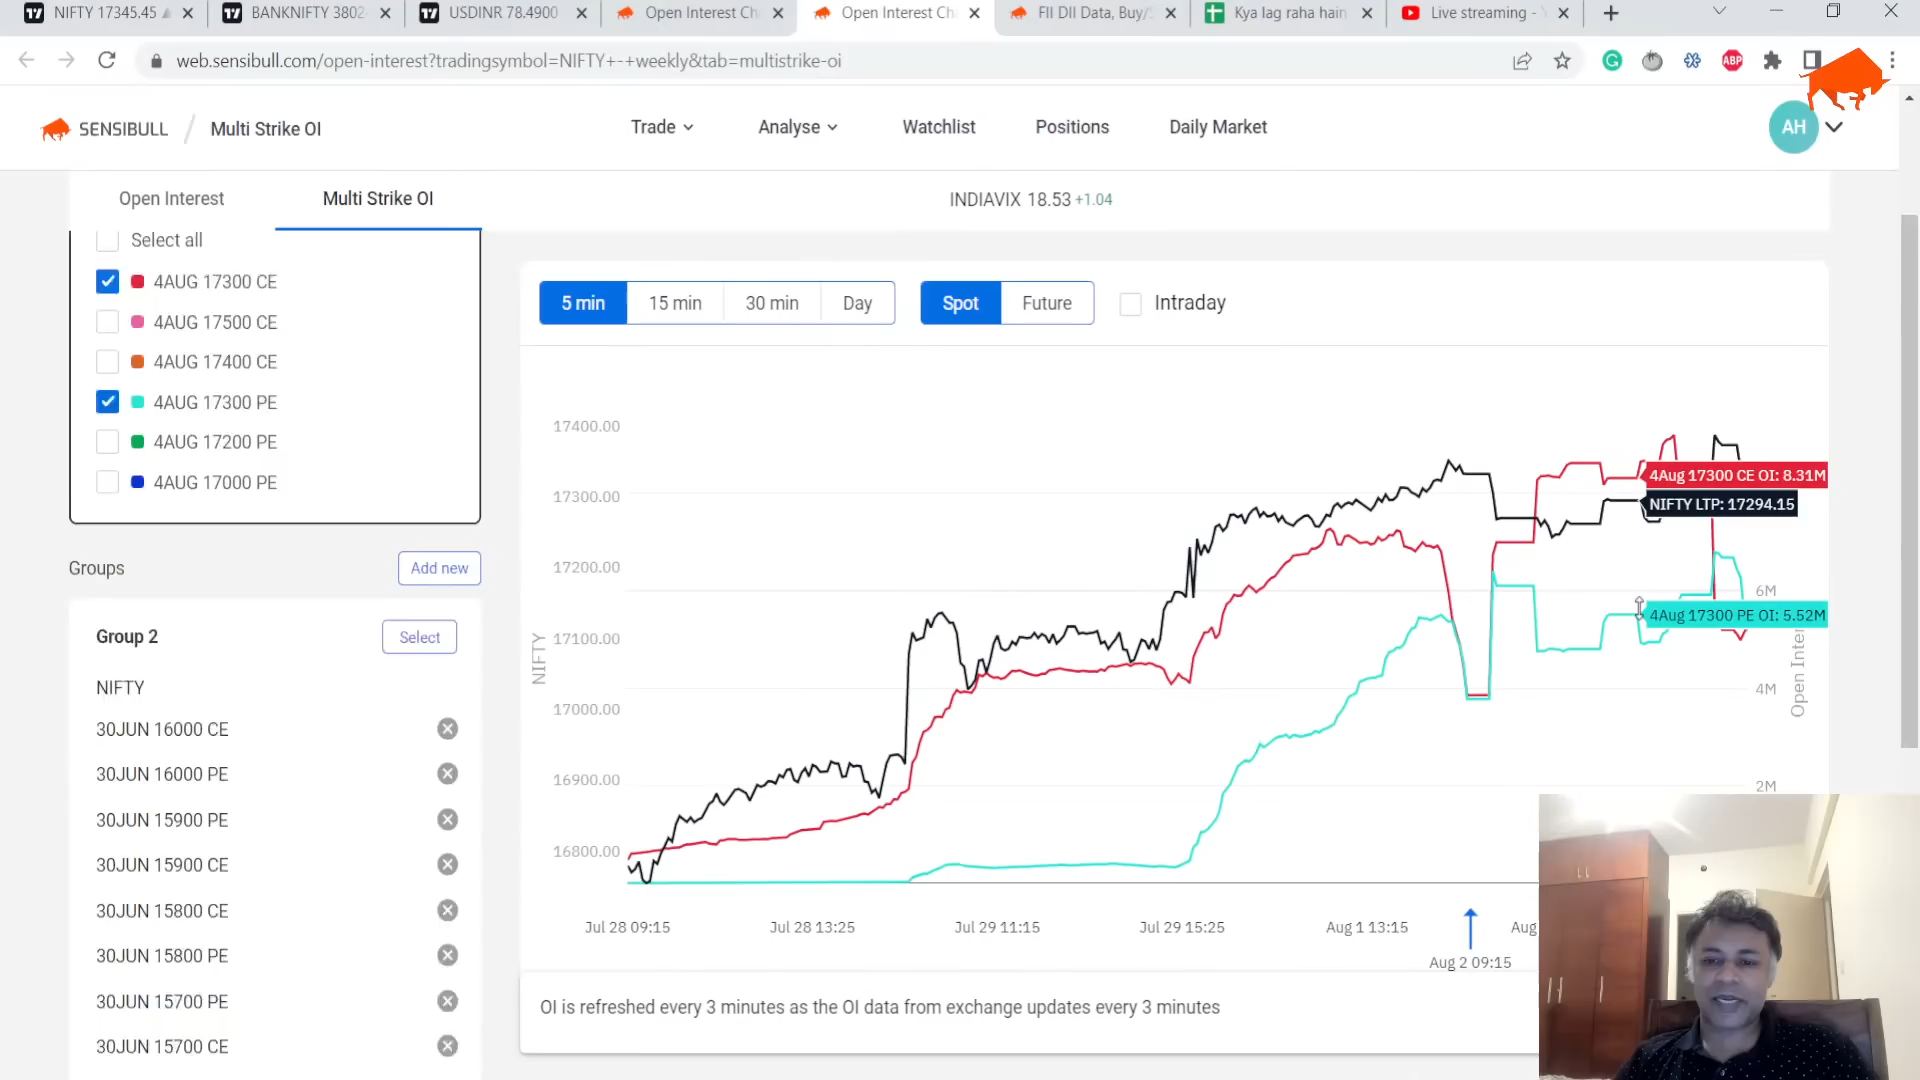 NIFTY 17345.45
BANKNIFTY 3802
USDINR 78.4900
Open Interest Ch
Open Interest Ch
FII DII Data, Buy/
Kya lag raha hain
Live streaming -
web.sensibull.com/open-interest?tradingsymbol=NIFTY+-+weekly&tab=multistrike-oi
ABP
SENSIBULL / Multi Strike OI
Trade
Analyse
Watchlist
Positions
Daily Market
AH
Open Interest
Multi Strike OI
INDIAVIX 18.53 +1.04
Select all
4AUG 17300 CE
4AUG 17500 CE
4AUG 17400 CE
4AUG 17300 PE
4AUG 17200 PE
4AUG 17000 PE
Groups
Add new
Group 2
Select
NIFTY
30JUN 16000 CE
30JUN 16000 PE
30JUN 15900 PE
30JUN 15900 CE
30JUN 15800 CE
30JUN 15800 PE
30JUN 15700 PE
30JUN 15700 CE
5 min
15 min
30 min
Day
Spot
Future
Intraday
17400.00
17300.00
17200.00
17100.00
17000.00
16900.00
16800.00
NIFTY
4Aug 17300 CE OI: 8.31M
NIFTY LTP: 17294.15
6M
4Aug 17300 PE OI: 5.52M
4M
2M
Open Inter
Jul 28 09:15
Jul 28 13:25
Jul 29 11:15
Jul 29 15:25
Aug 1 13:15
Aug
Aug 2 09:15
OI is refreshed every 3 minutes as the OI data from exchange updates every 3 minutes